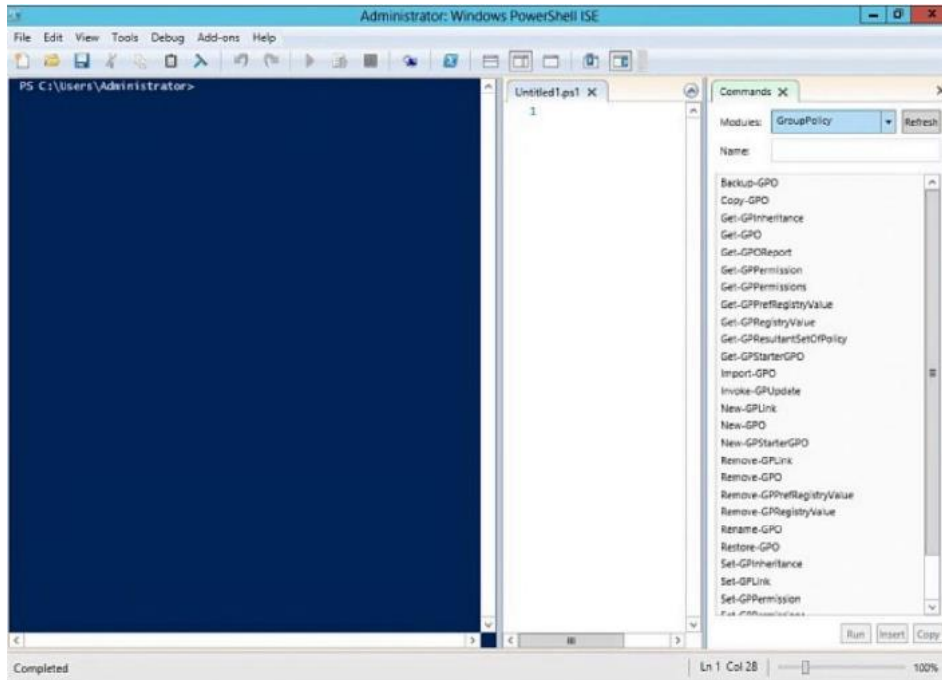 Administrator: Windows PowerShell ISE
File Edit View Tools Debug Add-ons Help
PS C:\Users\Administrator>
Untitled1.ps1 X
1
Commands X
Modules: GroupPolicy Refresh
Name:
Backup-GPO
Copy-GPO
Get-GPInheritance
Get-GPO
Get-GPOReport
Get-GPPermission
Get-GPPermissions
Get-GPPrefRegistryValue
Get-GPRegistryValue
Get-GPResultantSetOfPolicy
Get-GPStarterGPO
Import-GPO
Invoke-GPUpdate
New-GPLink
New-GPO
New-GPStarterGPO
Remove-GPLink
Remove-GPO
Remove-GPPrefRegistryValue
Remove-GPRegistryValue
Rename-GPO
Restore-GPO
Set-GPInheritance
Set-GPLink
Set-GPPermission
Run Insert Copy
Completed
Ln 1 Col 28
100%